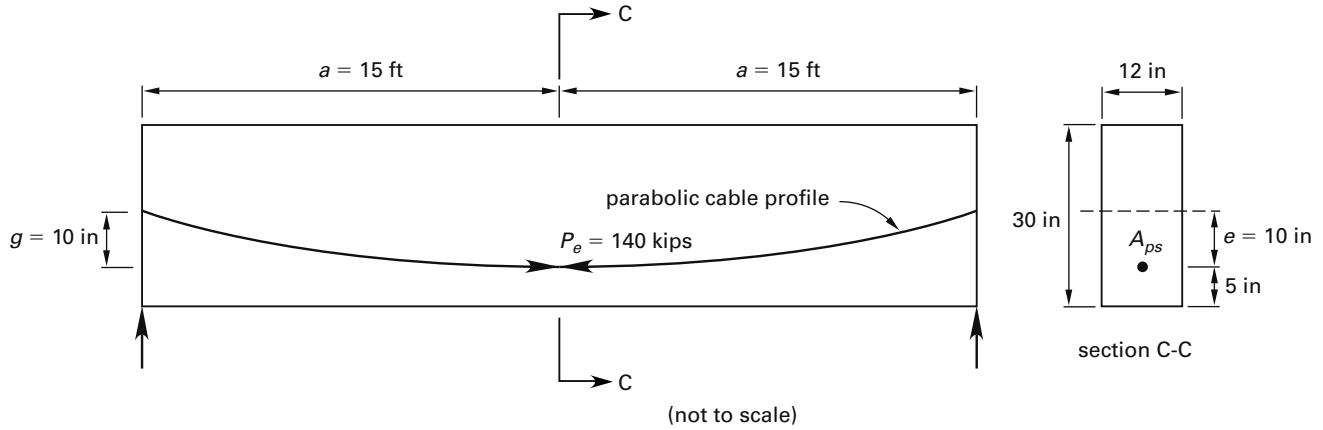 C
a = 15 ft
a = 15 ft
12 in
parabolic cable profile
g = 10 in
P_e = 140 kips
30 in
A_ps
e = 10 in
5 in
section C-C
C
(not to scale)